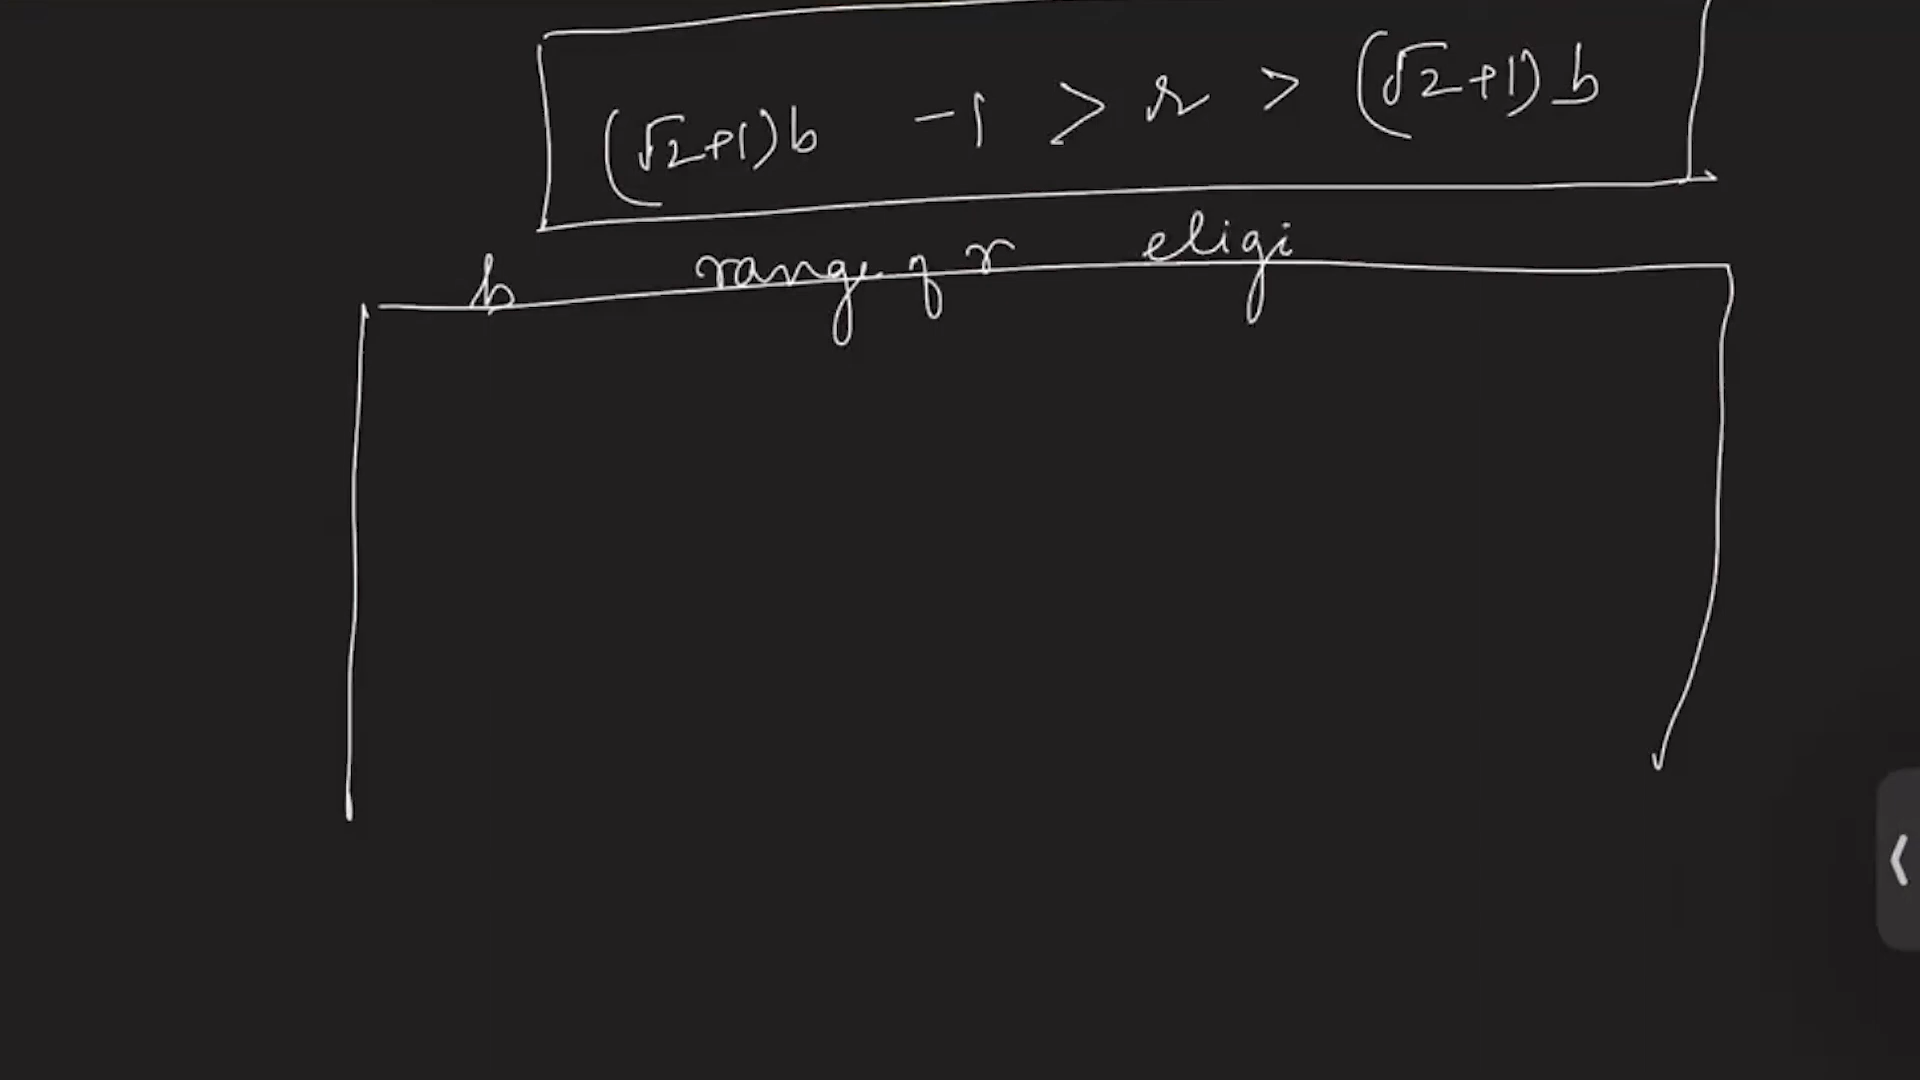 (√2+1)b - 1 > r > (√2+1)b
b range of r eligi